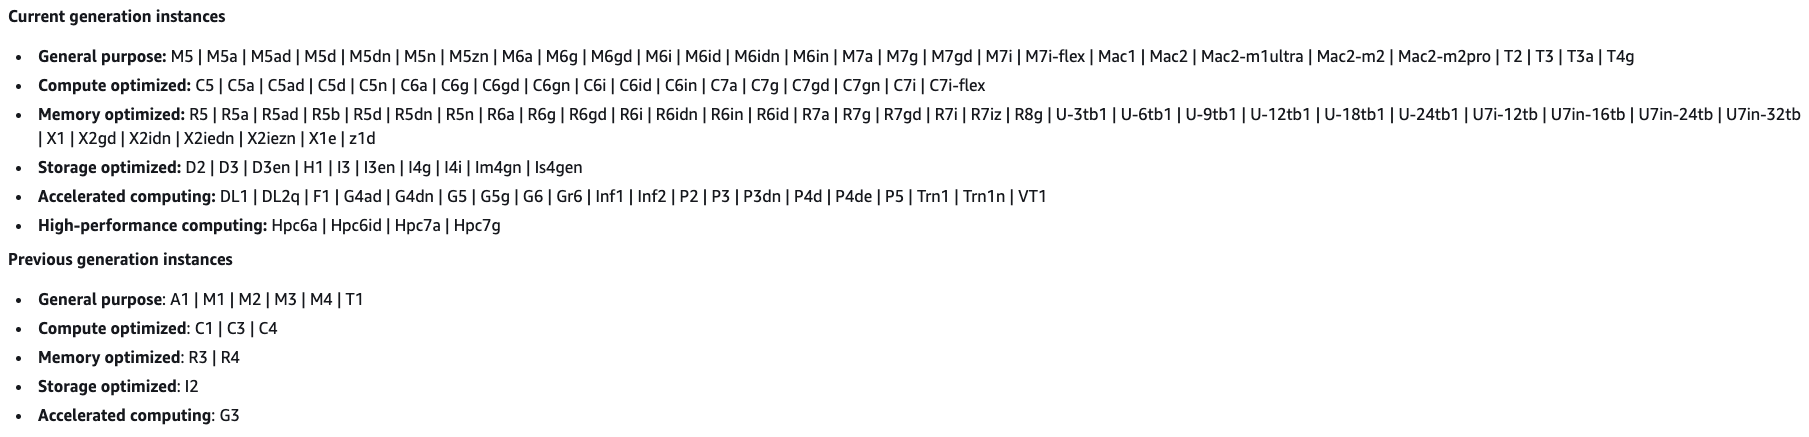 Current generation instances
• General purpose: M5 | M5a | M5ad | M5d | M5dn | M5n | M5zn | M6a | M6g | M6gd | M6i | M6id | M6idn | M6in | M7a | M7g | M7gd | M7i | M7i-flex | Mac1 | Mac2 | Mac2-m1ultra | Mac2-m2 | Mac2-m2pro | T2 | T3 | T3a | T4g
• Compute optimized: C5 | C5a | C5ad | C5d | C5n | C6a | C6g | C6gd | C6gn | C6i | C6id | C6in | C7a | C7g | C7gd | C7gn | C7i | C7i-flex
• Memory optimized: R5 | R5a | R5ad | R5b | R5d | R5dn | R5n | R6a | R6g | R6gd | R6i | R6idn | R6in | R6id | R7a | R7g | R7gd | R7i | R7iz | R8g | U-3tb1 | U-6tb1 | U-9tb1 | U-12tb1 | U-18tb1 | U-24tb1 | U7i-12tb | U7in-16tb | U7in-24tb | U7in-32tb
| X1 | X2gd | X2idn | X2iedn | X2iezn | X1e | z1d
• Storage optimized: D2 | D3 | D3en | H1 | I3 | I3en | I4g | I4i | Im4gn | Is4gen
• Accelerated computing: DL1 | DL2q | F1 | G4ad | G4dn | G5 | G5g | G6 | Gr6 | Inf1 | Inf2 | P2 | P3 | P3dn | P4d | P4de | P5 | Trn1 | Trn1n | VT1
• High-performance computing: Hpc6a | Hpc6id | Hpc7a | Hpc7g
Previous generation instances
• General purpose: A1 | M1 | M2 | M3 | M4 | T1
• Compute optimized: C1 | C3 | C4
• Memory optimized: R3 | R4
• Storage optimized: I2
• Accelerated computing: G3